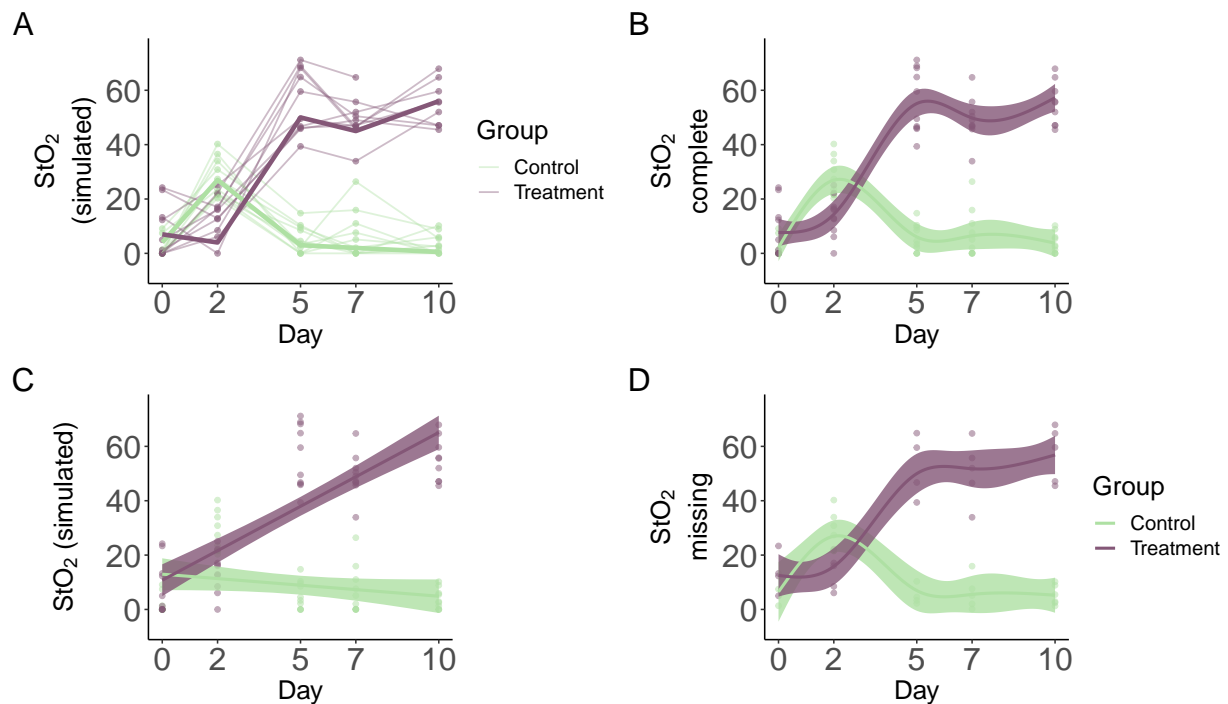 A
StO₂
(simulated)
60
40
20
0
0 2 5 7 10
Day
Group
Control
Treatment
B
StO₂
complete
60
40
20
0
0 2 5 7 10
Day
C
StO₂ (simulated)
60
40
20
0
0 2 5 7 10
Day
D
StO₂
missing
60
40
20
0
0 2 5 7 10
Day
Group
Control
Treatment